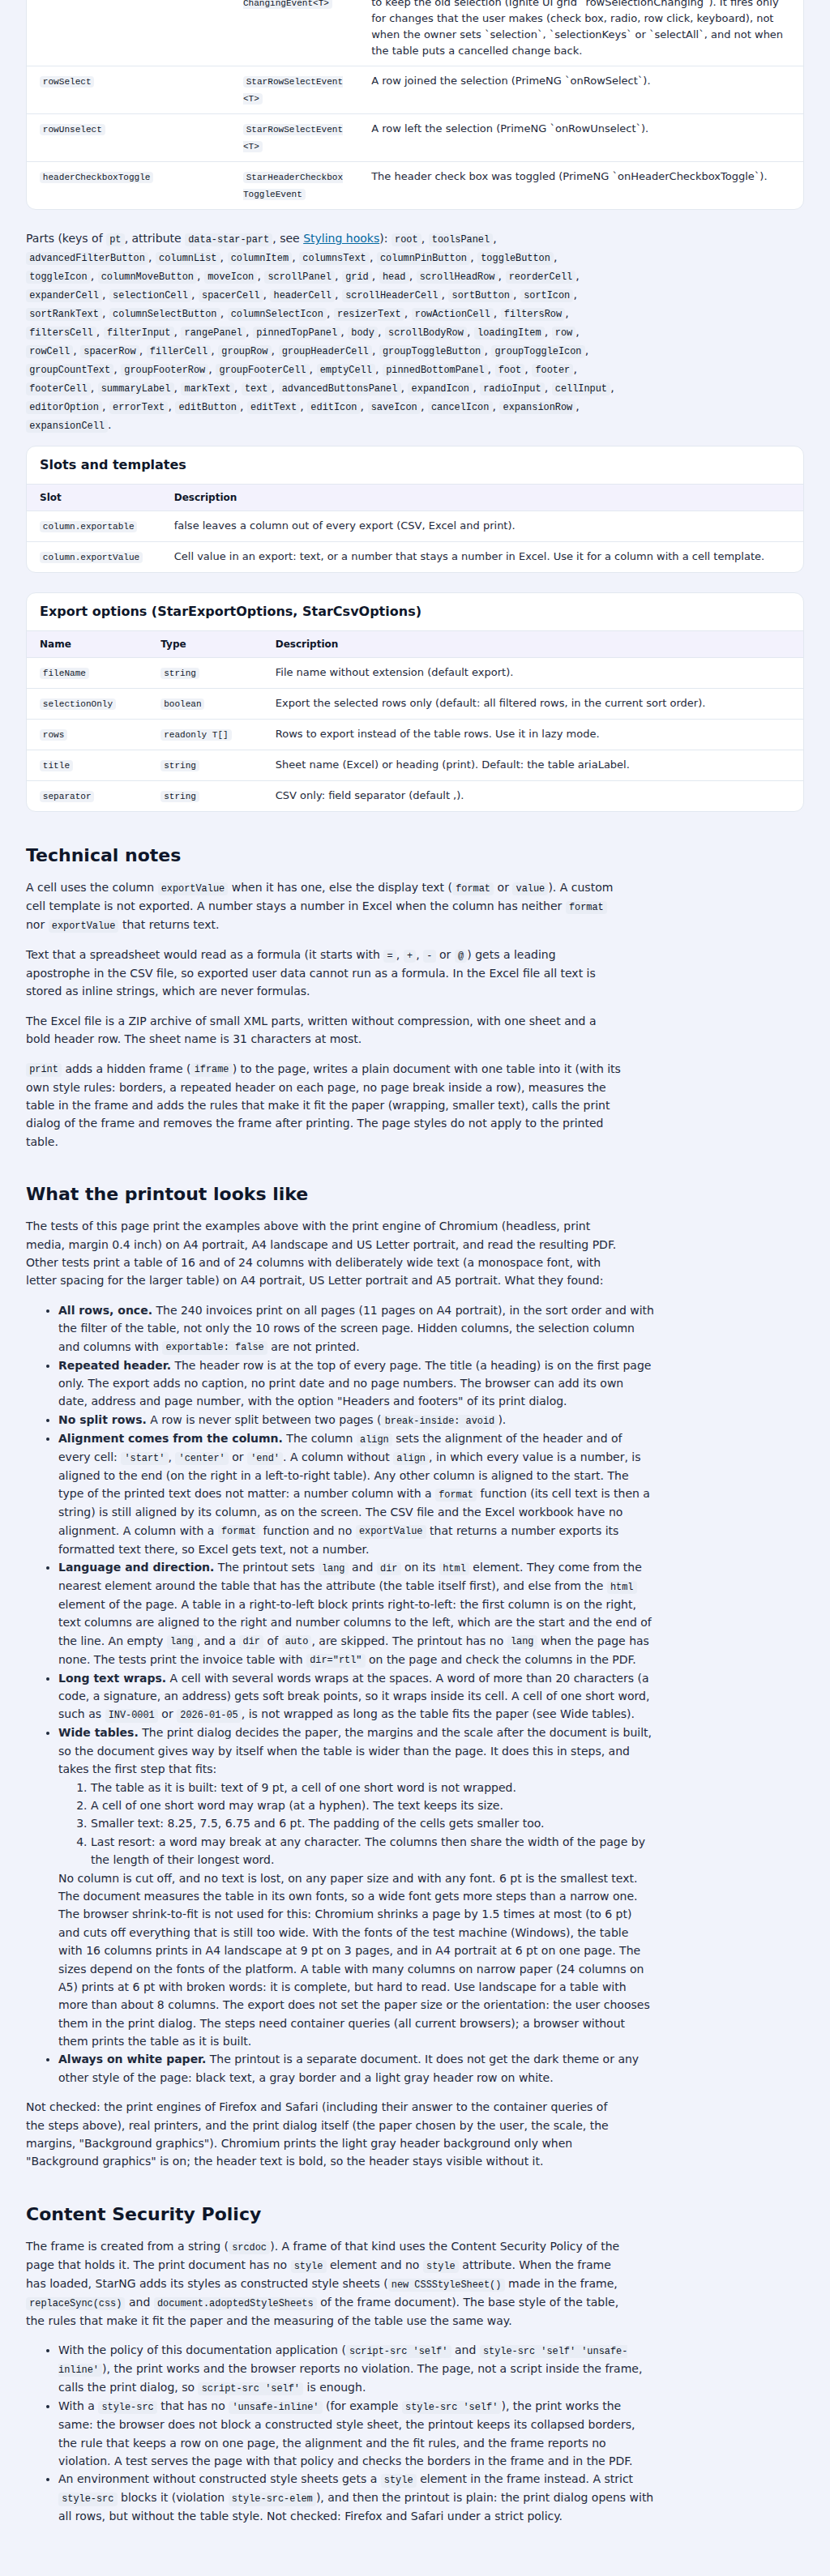 ChangingEvent<T>
to keep the old selection (Ignite UI grid `rowSelectionChanging`). It fires only
for changes that the user makes (check box, radio, row click, keyboard), not
when the owner sets `selection`, `selectionKeys` or `selectAll`, and not when
the table puts a cancelled change back.
rowSelect
StarRowSelectEvent
<T>
A row joined the selection (PrimeNG `onRowSelect`).
rowUnselect
StarRowSelectEvent
<T>
A row left the selection (PrimeNG `onRowUnselect`).
headerCheckboxToggle
StarHeaderCheckbox
ToggleEvent
The header check box was toggled (PrimeNG `onHeaderCheckboxToggle`).
Parts (keys of pt, attribute data-star-part, see Styling hooks): root, toolsPanel,
advancedFilterButton, columnList, columnItem, columnsText, columnPinButton, toggleButton,
toggleIcon, columnMoveButton, moveIcon, scrollPanel, grid, head, scrollHeadRow, reorderCell,
expanderCell, selectionCell, spacerCell, headerCell, scrollHeaderCell, sortButton, sortIcon,
sortRankText, columnSelectButton, columnSelectIcon, resizerText, rowActionCell, filtersRow,
filtersCell, filterInput, rangePanel, pinnedTopPanel, body, scrollBodyRow, loadingItem, row,
rowCell, spacerRow, fillerCell, groupRow, groupHeaderCell, groupToggleButton, groupToggleIcon,
groupCountText, groupFooterRow, groupFooterCell, emptyCell, pinnedBottomPanel, foot, footer,
footerCell, summaryLabel, markText, text, advancedButtonsPanel, expandIcon, radioInput, cellInput,
editorOption, errorText, editButton, editText, editIcon, saveIcon, cancelIcon, expansionRow,
expansionCell.
Slots and templates
Slot Description
column.exportable false leaves a column out of every export (CSV, Excel and print).
column.exportValue Cell value in an export: text, or a number that stays a number in Excel. Use it for a column with a cell template.
Export options (StarExportOptions, StarCsvOptions)
Name Type Description
fileName string File name without extension (default export).
selectionOnly boolean Export the selected rows only (default: all filtered rows, in the current sort order).
rows readonly T[] Rows to export instead of the table rows. Use it in lazy mode.
title string Sheet name (Excel) or heading (print). Default: the table ariaLabel.
separator string CSV only: field separator (default ,).
Technical notes
A cell uses the column exportValue when it has one, else the display text (format or value). A custom
cell template is not exported. A number stays a number in Excel when the column has neither format
nor exportValue that returns text.
Text that a spreadsheet would read as a formula (it starts with =, +, - or @) gets a leading
apostrophe in the CSV file, so exported user data cannot run as a formula. In the Excel file all text is
stored as inline strings, which are never formulas.
The Excel file is a ZIP archive of small XML parts, written without compression, with one sheet and a
bold header row. The sheet name is 31 characters at most.
print adds a hidden frame (iframe) to the page, writes a plain document with one table into it (with its
own style rules: borders, a repeated header on each page, no page break inside a row), measures the
table in the frame and adds the rules that make it fit the paper (wrapping, smaller text), calls the print
dialog of the frame and removes the frame after printing. The page styles do not apply to the printed
table.
What the printout looks like
The tests of this page print the examples above with the print engine of Chromium (headless, print
media, margin 0.4 inch) on A4 portrait, A4 landscape and US Letter portrait, and read the resulting PDF.
Other tests print a table of 16 and of 24 columns with deliberately wide text (a monospace font, with
letter spacing for the larger table) on A4 portrait, US Letter portrait and A5 portrait. What they found:
• All rows, once. The 240 invoices print on all pages (11 pages on A4 portrait), in the sort order and with
the filter of the table, not only the 10 rows of the screen page. Hidden columns, the selection column
and columns with exportable: false are not printed.
• Repeated header. The header row is at the top of every page. The title (a heading) is on the first page
only. The export adds no caption, no print date and no page numbers. The browser can add its own
date, address and page number, with the option "Headers and footers" of its print dialog.
• No split rows. A row is never split between two pages (break-inside: avoid).
• Alignment comes from the column. The column align sets the alignment of the header and of
every cell: 'start', 'center' or 'end'. A column without align, in which every value is a number, is
aligned to the end (on the right in a left-to-right table). Any other column is aligned to the start. The
type of the printed text does not matter: a number column with a format function (its cell text is then a
string) is still aligned by its column, as on the screen. The CSV file and the Excel workbook have no
alignment. A column with a format function and no exportValue that returns a number exports its
formatted text there, so Excel gets text, not a number.
• Language and direction. The printout sets lang and dir on its html element. They come from the
nearest element around the table that has the attribute (the table itself first), and else from the html
element of the page. A table in a right-to-left block prints right-to-left: the first column is on the right,
text columns are aligned to the right and number columns to the left, which are the start and the end of
the line. An empty lang, and a dir of auto, are skipped. The printout has no lang when the page has
none. The tests print the invoice table with dir="rtl" on the page and check the columns in the PDF.
• Long text wraps. A cell with several words wraps at the spaces. A word of more than 20 characters (a
code, a signature, an address) gets soft break points, so it wraps inside its cell. A cell of one short word,
such as INV-0001 or 2026-01-05, is not wrapped as long as the table fits the paper (see Wide tables).
• Wide tables. The print dialog decides the paper, the margins and the scale after the document is built,
so the document gives way by itself when the table is wider than the page. It does this in steps, and
takes the first step that fits:
1. The table as it is built: text of 9 pt, a cell of one short word is not wrapped.
2. A cell of one short word may wrap (at a hyphen). The text keeps its size.
3. Smaller text: 8.25, 7.5, 6.75 and 6 pt. The padding of the cells gets smaller too.
4. Last resort: a word may break at any character. The columns then share the width of the page by
the length of their longest word.
No column is cut off, and no text is lost, on any paper size and with any font. 6 pt is the smallest text.
The document measures the table in its own fonts, so a wide font gets more steps than a narrow one.
The browser shrink-to-fit is not used for this: Chromium shrinks a page by 1.5 times at most (to 6 pt)
and cuts off everything that is still too wide. With the fonts of the test machine (Windows), the table
with 16 columns prints in A4 landscape at 9 pt on 3 pages, and in A4 portrait at 6 pt on one page. The
sizes depend on the fonts of the platform. A table with many columns on narrow paper (24 columns on
A5) prints at 6 pt with broken words: it is complete, but hard to read. Use landscape for a table with
more than about 8 columns. The export does not set the paper size or the orientation: the user chooses
them in the print dialog. The steps need container queries (all current browsers); a browser without
them prints the table as it is built.
• Always on white paper. The printout is a separate document. It does not get the dark theme or any
other style of the page: black text, a gray border and a light gray header row on white.
Not checked: the print engines of Firefox and Safari (including their answer to the container queries of
the steps above), real printers, and the print dialog itself (the paper chosen by the user, the scale, the
margins, "Background graphics"). Chromium prints the light gray header background only when
"Background graphics" is on; the header text is bold, so the header stays visible without it.
Content Security Policy
The frame is created from a string (srcdoc). A frame of that kind uses the Content Security Policy of the
page that holds it. The print document has no style element and no style attribute. When the frame
has loaded, StarNG adds its styles as constructed style sheets (new CSSStyleSheet() made in the frame,
replaceSync(css) and document.adoptedStyleSheets of the frame document). The base style of the table,
the rules that make it fit the paper and the measuring of the table use the same way.
• With the policy of this documentation application (script-src 'self' and style-src 'self' 'unsafe-
inline'), the print works and the browser reports no violation. The page, not a script inside the frame,
calls the print dialog, so script-src 'self' is enough.
• With a style-src that has no 'unsafe-inline' (for example style-src 'self'), the print works the
same: the browser does not block a constructed style sheet, the printout keeps its collapsed borders,
the rule that keeps a row on one page, the alignment and the fit rules, and the frame reports no
violation. A test serves the page with that policy and checks the borders in the frame and in the PDF.
• An environment without constructed style sheets gets a style element in the frame instead. A strict
style-src blocks it (violation style-src-elem), and then the printout is plain: the print dialog opens with
all rows, but without the table style. Not checked: Firefox and Safari under a strict policy.